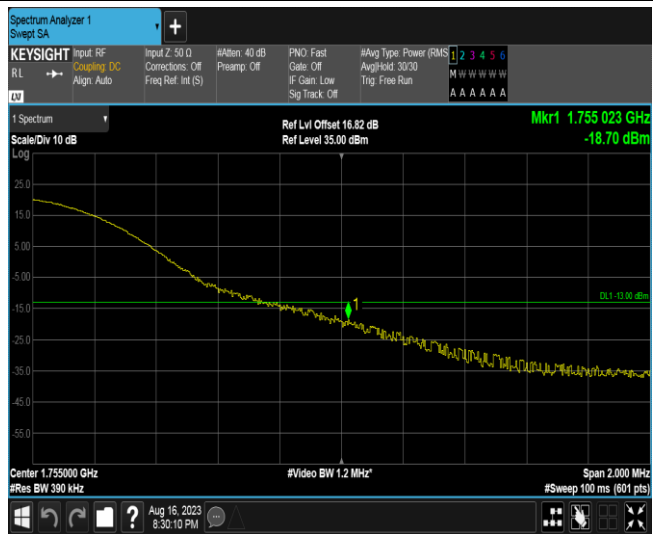 Spectrum Analyzer 1
Swept SA
+
KEYSIGHT
RL
Input: RF
Coupling: DC
Align: Auto
Input Z: 50 Ω
Corrections: Off
Freq Ref: Int (S)
#Atten: 40 dB
Preamp: Off
PNO: Fast
Gate: Off
IF Gain: Low
Sig Track: Off
#Avg Type: Power (RMS
Avg|Hold: 30/30
Trig: Free Run
1 2 3 4 5 6
M W W W W W
A A A A A A
LXI
1 Spectrum
Scale/Div 10 dB
Log
Ref Lvl Offset 16.82 dB
Ref Level 35.00 dBm
Mkr1 1.755 023 GHz
-18.70 dBm
25.0
15.0
5.00
-5.00
-15.0
-25.0
-35.0
-45.0
-55.0
DL1 -13.00 dBm
1
Center 1.755000 GHz
#Res BW 390 kHz
#Video BW 1.2 MHz*
Span 2.000 MHz
#Sweep 100 ms (601 pts)
?
Aug 16, 2023
8:30:10 PM